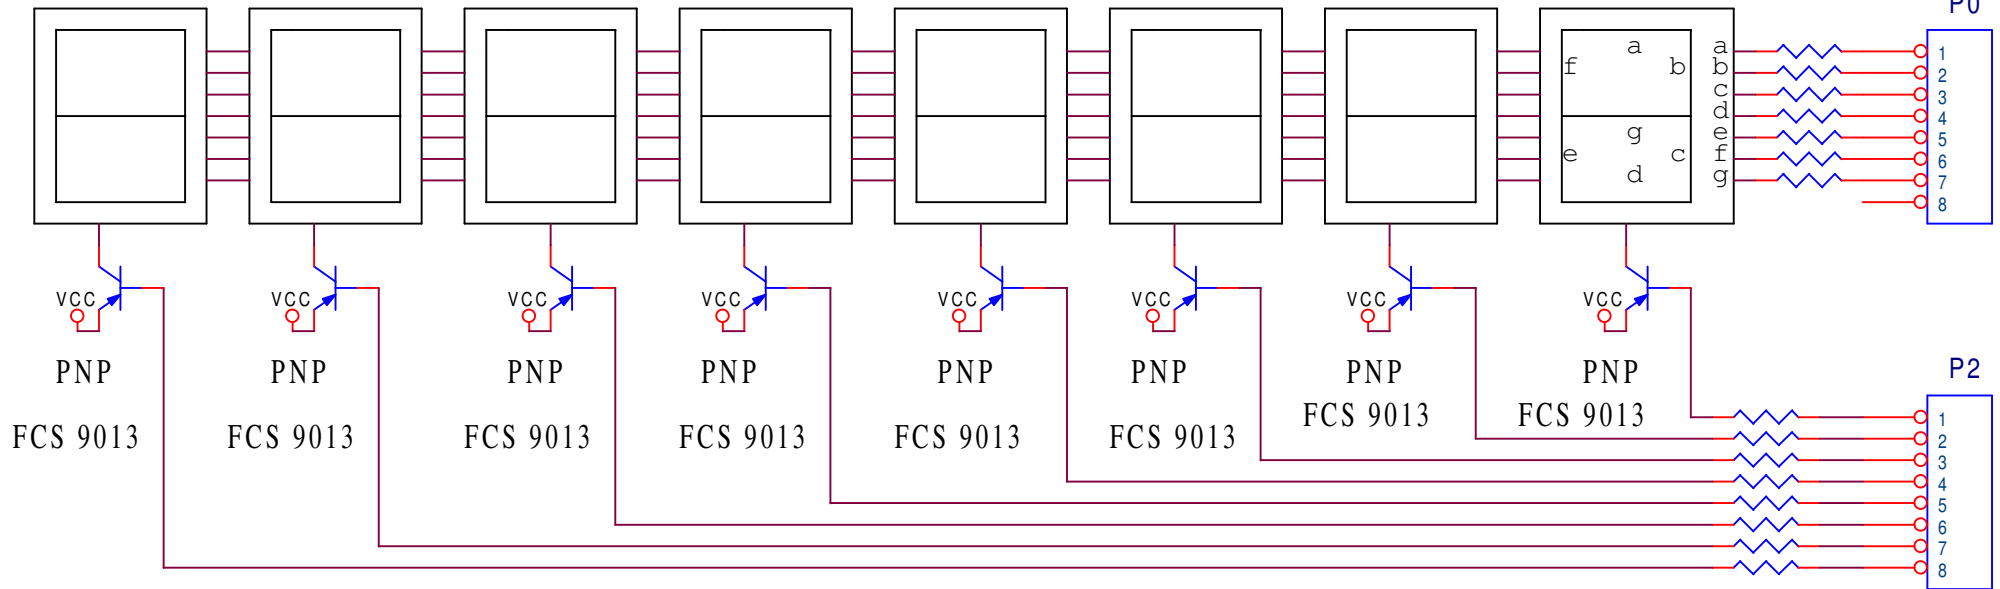 P0
a
f b
g
e c
d
a
b
c
d
e
f
g
1
2
3
4
5
6
7
8
VCC VCC VCC VCC VCC VCC VCC VCC
PNP PNP PNP PNP PNP PNP PNP PNP
FCS 9013 FCS 9013 FCS 9013 FCS 9013 FCS 9013 FCS 9013 FCS 9013 FCS 9013
P2
1
2
3
4
5
6
7
8